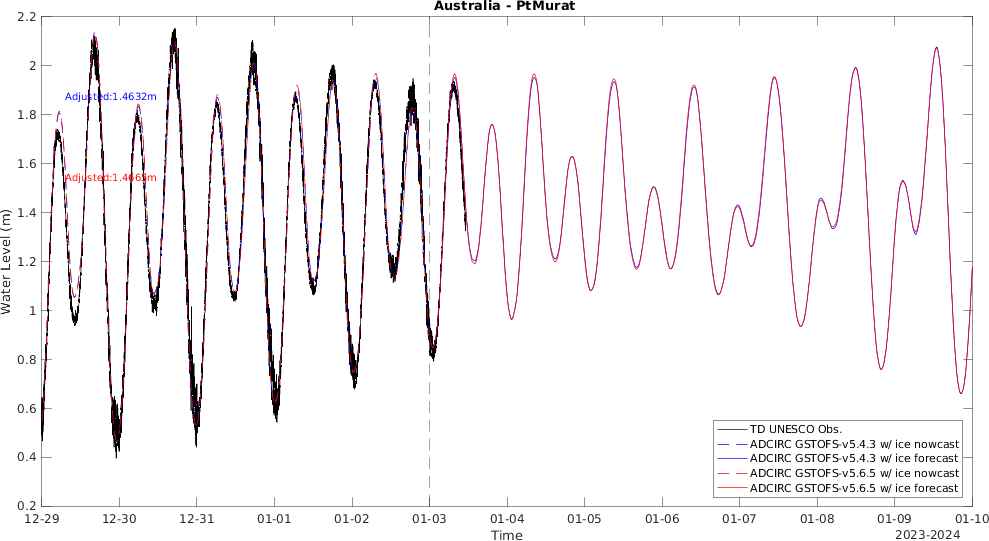 Australia - PtMurat
2.2
2
1.8
1.6
1.4
1.2
1
0.8
0.6
0.4
0.2
Water Level (m)
Adjusted:1.4632m
Adjusted:1.4665m
TD UNESCO Obs.
ADCIRC GSTOFS-v5.4.3 w/ ice nowcast
ADCIRC GSTOFS-v5.4.3 w/ ice forecast
ADCIRC GSTOFS-v5.6.5 w/ ice nowcast
ADCIRC GSTOFS-v5.6.5 w/ ice forecast
12-29 12-30 12-31 01-01 01-02 01-03 01-04 01-05 01-06 01-07 01-08 01-09 01-10
Time
2023-2024